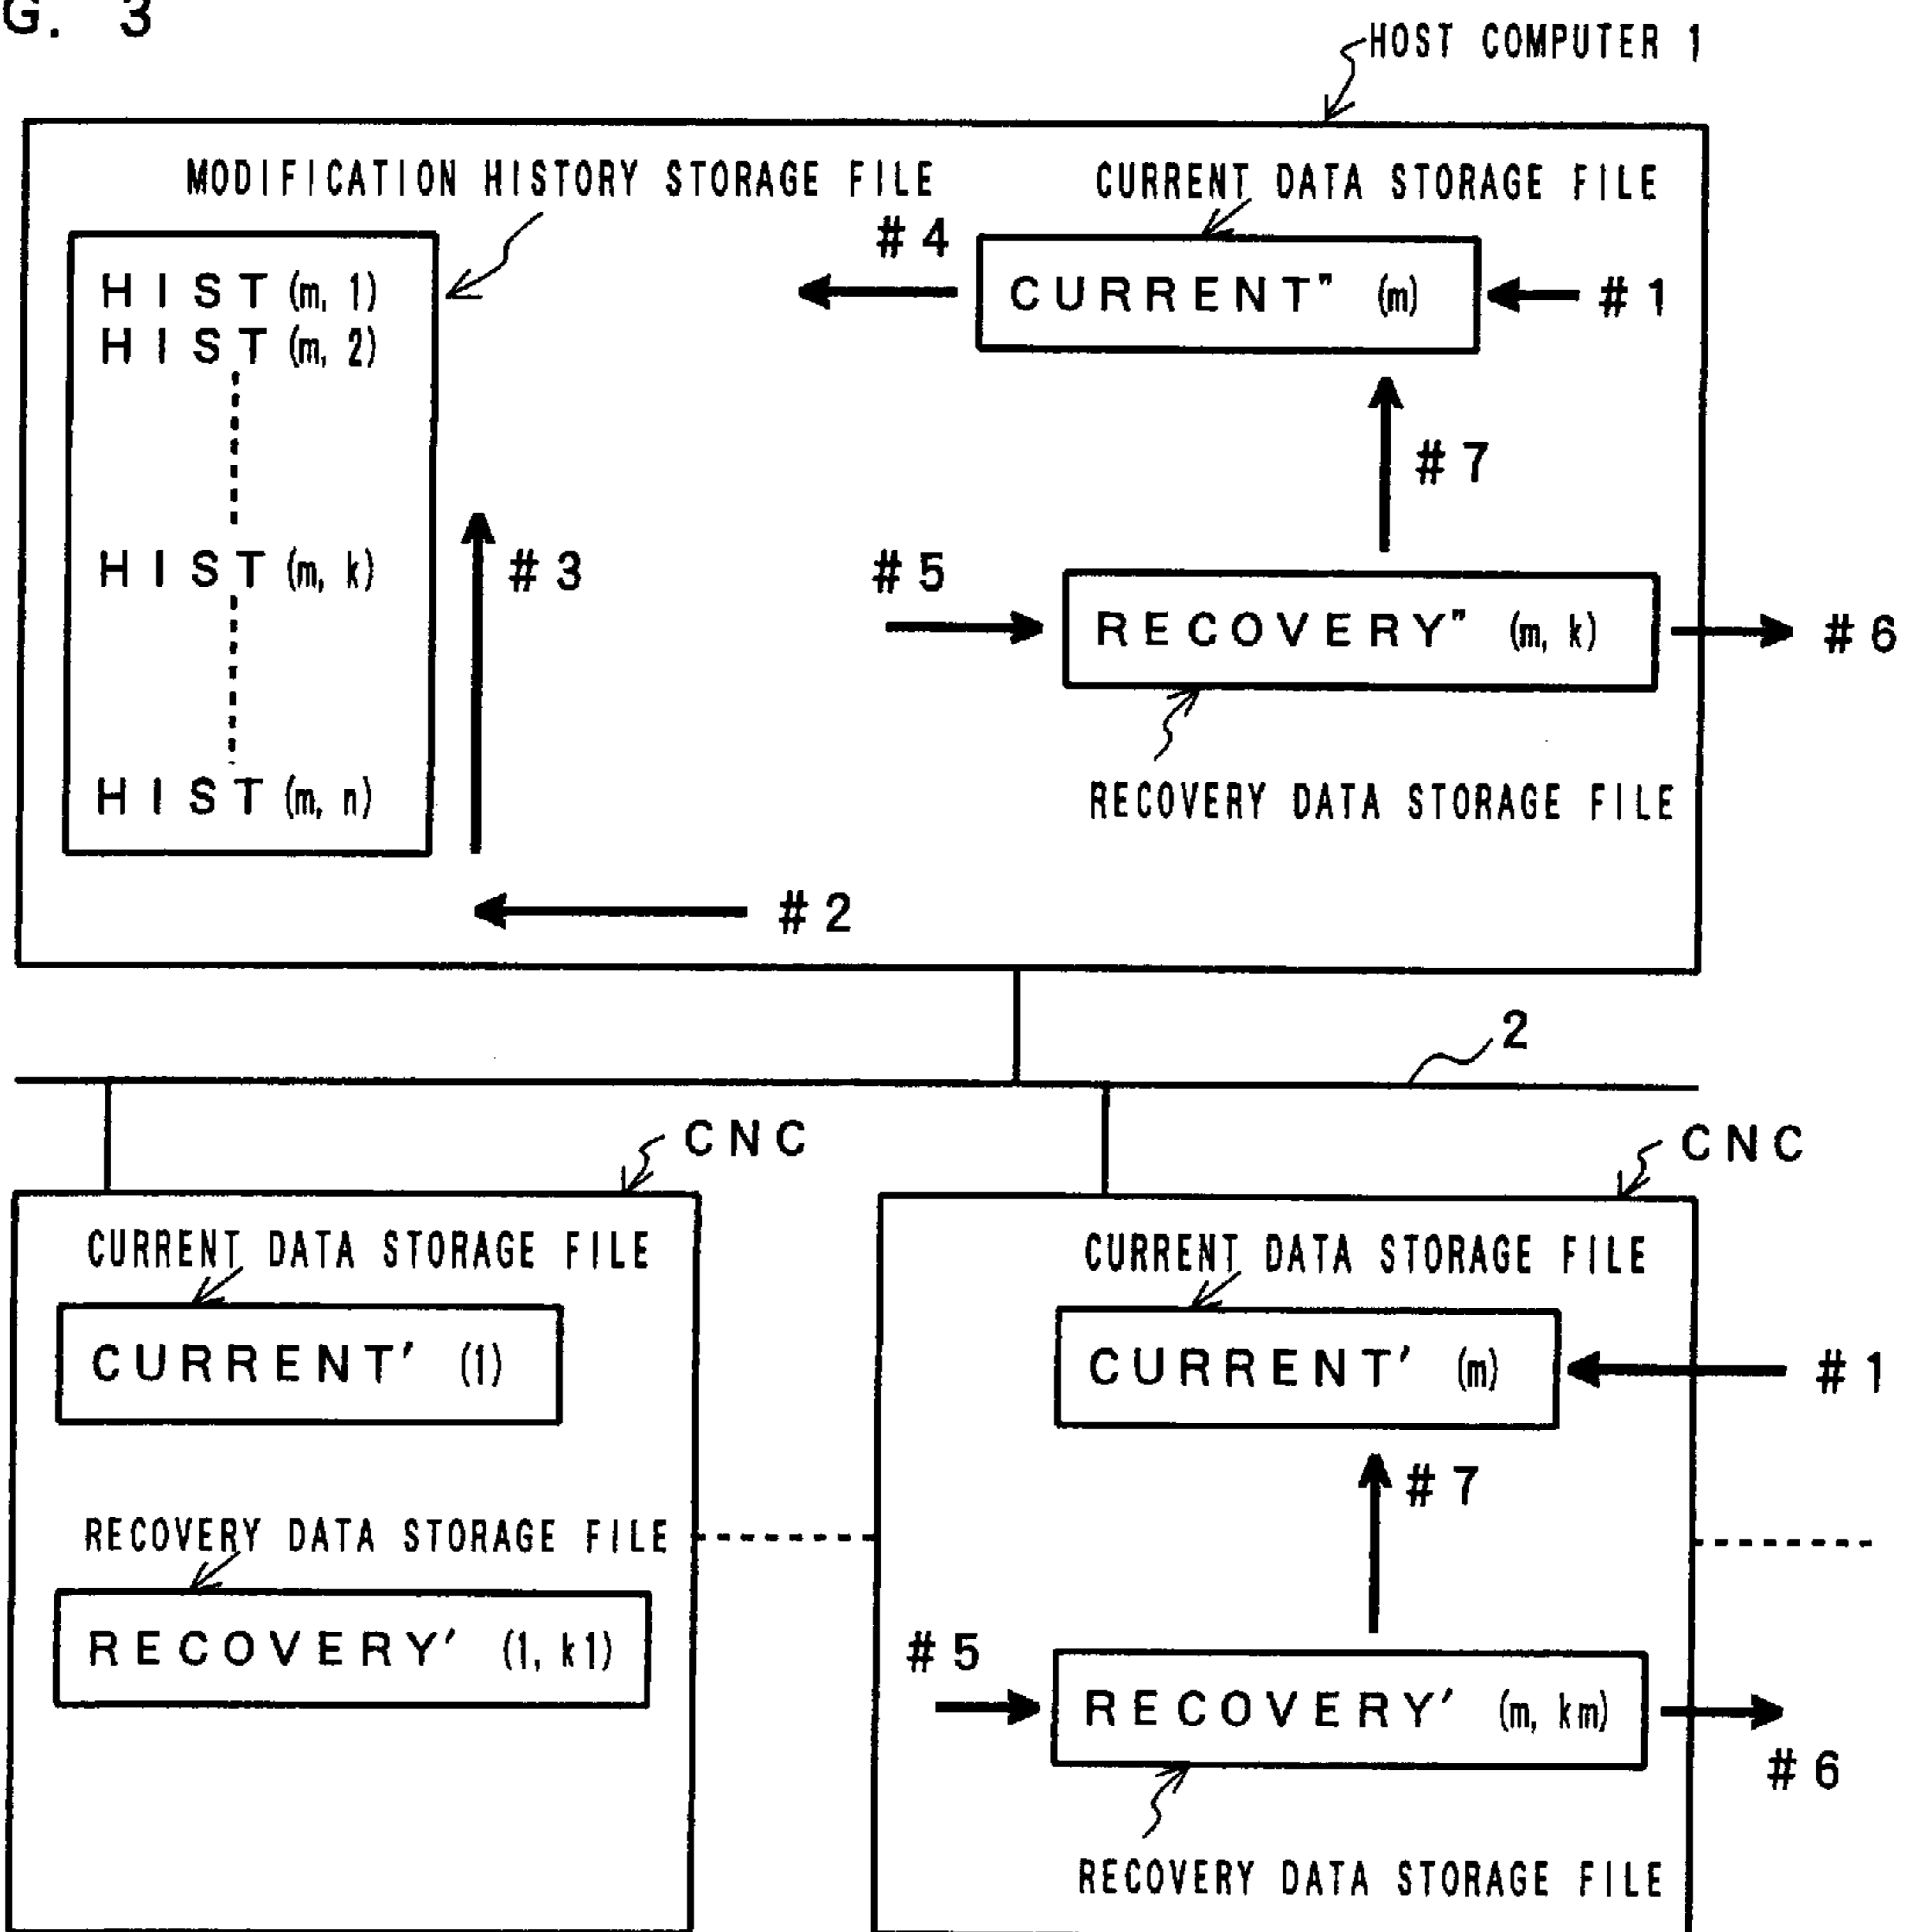 G. 3
HOST COMPUTER 1
MODIFICATION HISTORY STORAGE FILE
CURRENT DATA STORAGE FILE
HIST (m, 1)
HIST (m, 2)
HIST (m, k)
HIST (m, n)
#4
CURRENT" (m)
#1
#7
#3
#5
RECOVERY" (m, k)
#6
RECOVERY DATA STORAGE FILE
#2
2
CNC
CURRENT DATA STORAGE FILE
CURRENT' (1)
RECOVERY DATA STORAGE FILE
RECOVERY' (1, k1)
CNC
CURRENT DATA STORAGE FILE
CURRENT' (m)
#1
#7
#5
RECOVERY' (m, km)
#6
RECOVERY DATA STORAGE FILE